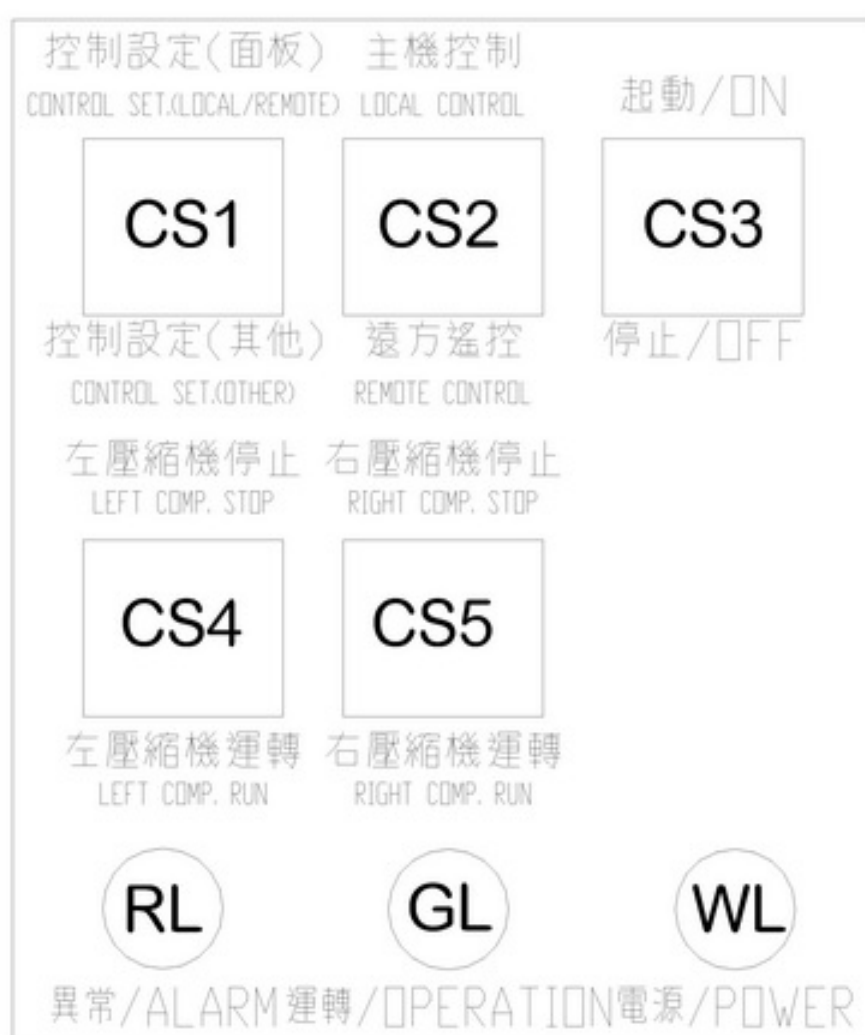 控制設定(面板) 主機控制
CONTROL SET.(LOCAL/REMOTE) LOCAL CONTROL
起動/ON
CS1 CS2 CS3
控制設定(其他) 遠方遙控 停止/OFF
CONTROL SET.(OTHER) REMOTE CONTROL
左壓縮機停止 右壓縮機停止
LEFT COMP. STOP RIGHT COMP. STOP
CS4 CS5
左壓縮機運轉 右壓縮機運轉
LEFT COMP. RUN RIGHT COMP. RUN
RL GL WL
異常/ALARM 運轉/OPERATION 電源/POWER